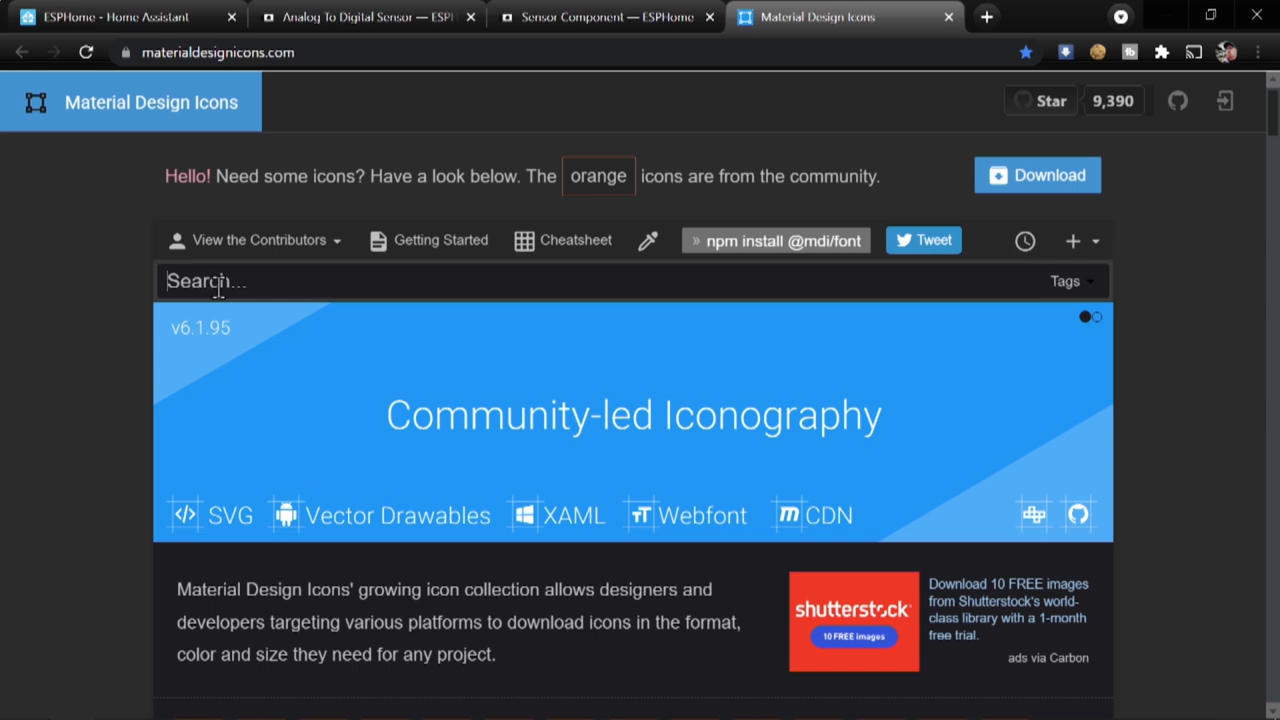 ESPHome - Home Assistant
Analog To Digital Sensor — ESPH
Sensor Component — ESPHome
Material Design Icons
materialdesignicons.com
Material Design Icons
Star 9,390
Hello! Need some icons? Have a look below. The orange icons are from the community.
Download
View the Contributors
Getting Started
Cheatsheet
» npm install @mdi/font
Tweet
Search...
Tags
v6.1.95
Community-led Iconography
SVG
Vector Drawables
XAML
Webfont
CDN
Material Design Icons' growing icon collection allows designers and
developers targeting various platforms to download icons in the format,
color and size they need for any project.
shutterstock
10 FREE images
Download 10 FREE images
from Shutterstock's world-
class library with a 1-month
free trial.
ads via Carbon